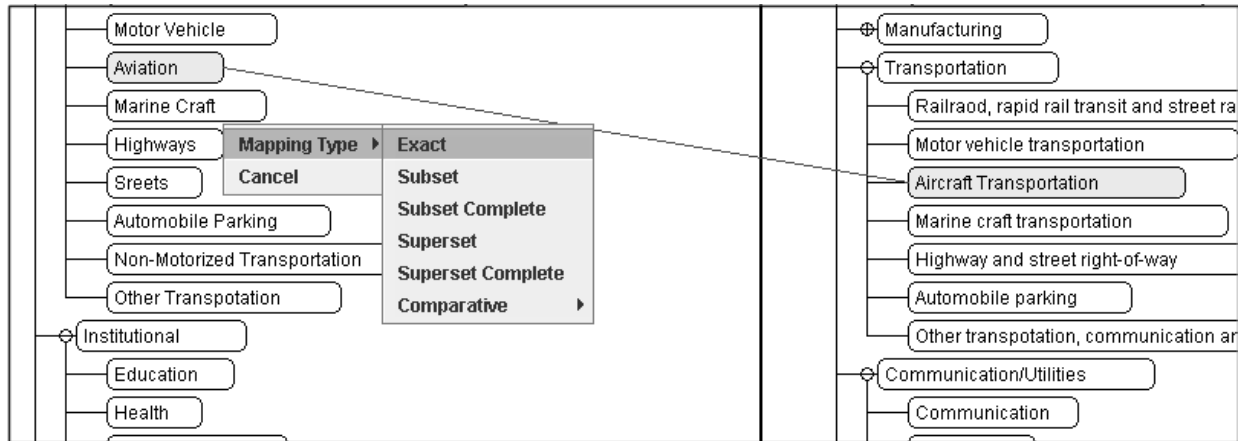 Motor Vehicle
Aviation
Marine Craft
Highways
Sreets
Automobile Parking
Non-Motorized Transportation
Other Transpotation
Institutional
Education
Health
Mapping Type
Cancel
Exact
Subset
Subset Complete
Superset
Superset Complete
Comparative
Manufacturing
Transportation
Railraod, rapid rail transit and street ra
Motor vehicle transportation
Aircraft Transportation
Marine craft transportation
Highway and street right-of-way
Automobile parking
Other transpotation, communication an
Communication/Utilities
Communication